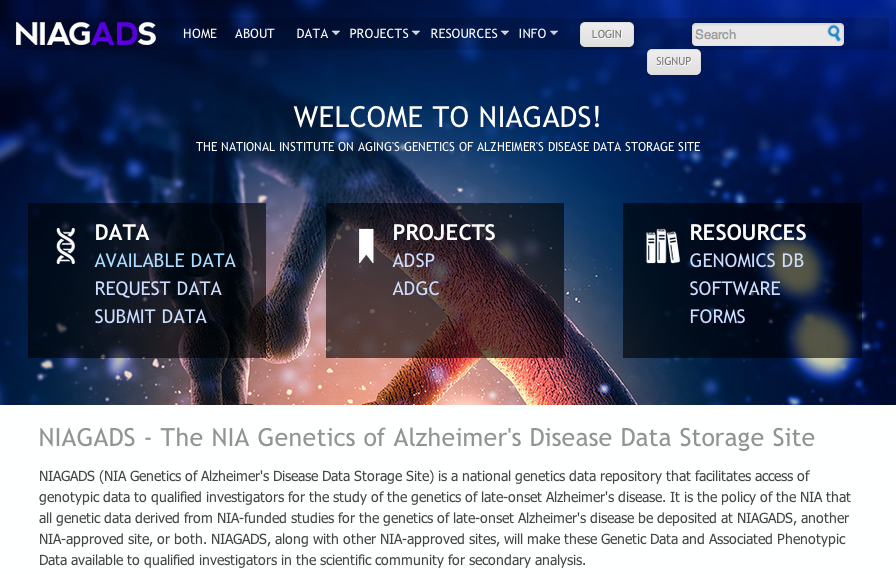 NIAGADS HOME ABOUT DATA PROJECTS RESOURCES INFO LOGIN Search
SIGNUP
WELCOME TO NIAGADS!
THE NATIONAL INSTITUTE ON AGING'S GENETICS OF ALZHEIMER'S DISEASE DATA STORAGE SITE
DATA
AVAILABLE DATA
REQUEST DATA
SUBMIT DATA
PROJECTS
ADSP
ADGC
RESOURCES
GENOMICS DB
SOFTWARE
FORMS
NIAGADS - The NIA Genetics of Alzheimer's Disease Data Storage Site
NIAGADS (NIA Genetics of Alzheimer's Disease Data Storage Site) is a national genetics data repository that facilitates access of
genotypic data to qualified investigators for the study of the genetics of late-onset Alzheimer's disease. It is the policy of the NIA that
all genetic data derived from NIA-funded studies for the genetics of late-onset Alzheimer's disease be deposited at NIAGADS, another
NIA-approved site, or both. NIAGADS, along with other NIA-approved sites, will make these Genetic Data and Associated Phenotypic
Data available to qualified investigators in the scientific community for secondary analysis.